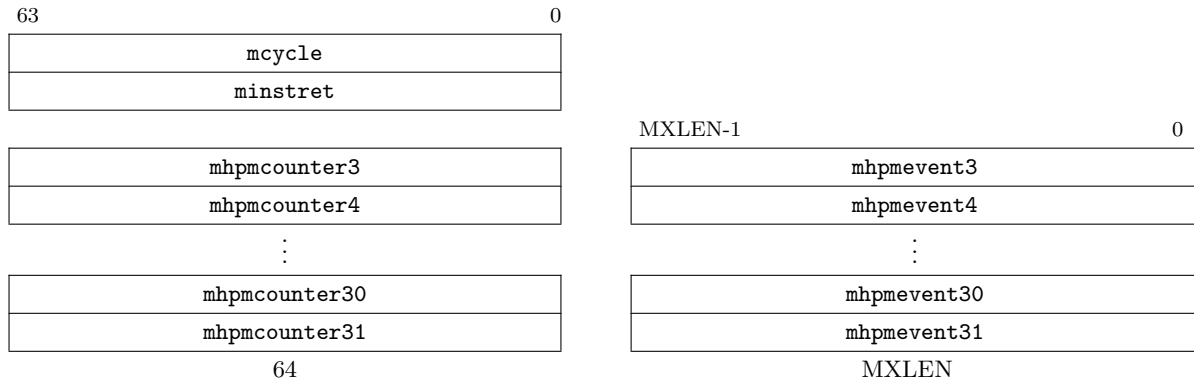 63 0
mcycle
minstret
MXLEN-1 0
mhpmcounter3 mhpmevent3
mhpmcounter4 mhpmevent4
⋮ ⋮
mhpmcounter30 mhpmevent30
mhpmcounter31 mhpmevent31
64 MXLEN